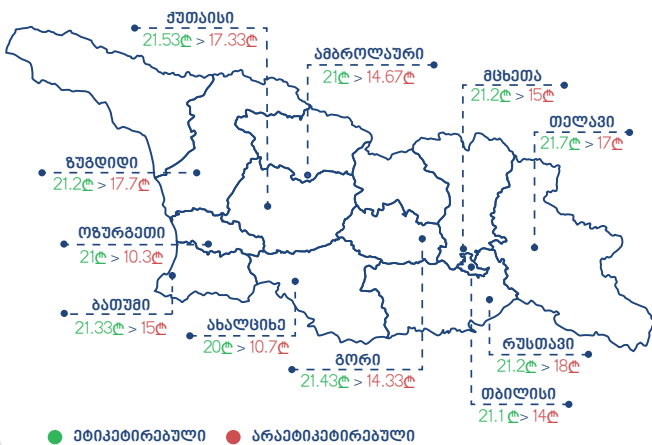 ქუთაისი
21.53₾ > 17.33₾
ამბროლაური
21₾ > 14.67₾
მცხეთა
21.2₾ > 15₾
თელავი
21.7₾ > 17₾
ზუგდიდი
21.2₾ > 17.7₾
ოზურგეთი
21₾ > 10.3₾
ბათუმი
21.33₾ > 15₾
ახალციხე
20₾ > 10.7₾
გორი
21.43₾ > 14.33₾
რუსთავი
21.2₾ > 18₾
თბილისი
21.1₾ > 14₾
ეტიკეტირებული არაეტიკეტირებული